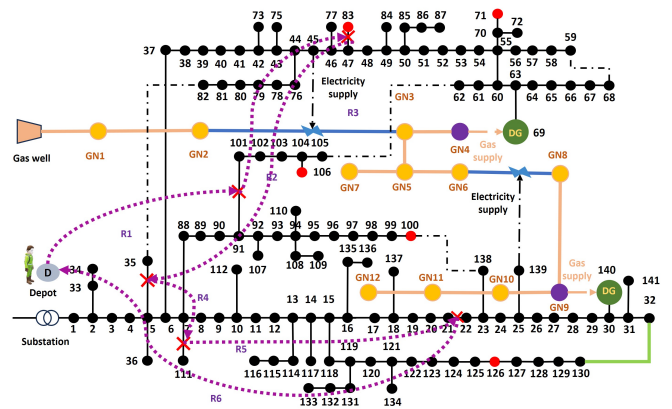 73 75 77 83 84 85 86 87 71 70 72 59
44 45
37 38 39 40 41 42 43 46 47 48 49 50 51 52 53 54 55 56 57 58
63
82 81 80 79 78 76 Electricity supply R3 GN3 62 61 60 64 65 66 67 68
Gas well GN1 GN2 GN4 Gas supply DG 69
101 102 103 104 105
106 R2 GN7 GN5 GN6 GN8
Electricity supply
R1 110
88 89 90 91 92 93 94 95 96 97 98 99 100
107 108 109
35 112 135 136 137 138 139 Gas supply 140 141
D Depot 34 33 R4 GN12 GN11 GN10 GN9 DG
13 14 15 32
Substation 1 2 3 4 5 6 7 8 9 10 11 12 16 17 18 19 20 21 22 23 24 25 26 27 28 29 30 31
119 121
R5
36 111 116 115 114 117 118 120 122 123 124 125 126 127 128 129 130
133 132 131 134
R6